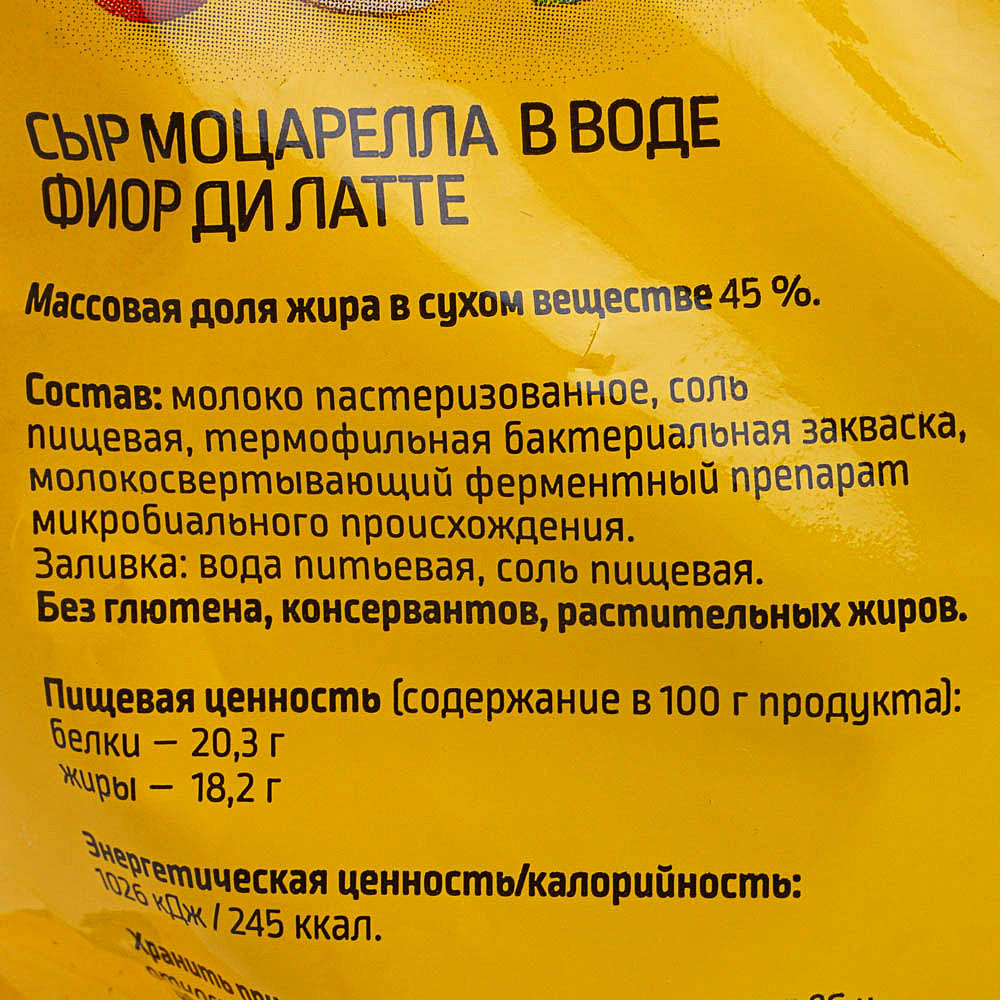 СЫР МОЦАРЕЛЛА В ВОДЕ
ФИОР ДИ ЛАТТЕ
Массовая доля жира в сухом веществе 45 %.
Состав: молоко пастеризованное, соль
пищевая, термофильная бактериальная закваска,
молокосвертывающий ферментный препарат
микробиального происхождения.
Заливка: вода питьевая, соль пищевая.
Без глютена, консервантов, растительных жиров.
Пищевая ценность (содержание в 100 г продукта):
белки – 20,3 г
жиры – 18,2 г
Энергетическая ценность/калорийность:
1026 кДж / 245 ккал.
Хранить при